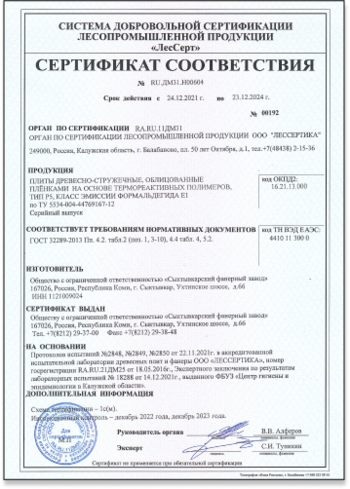 СИСТЕМА ДОБРОВОЛЬНОЙ СЕРТИФИКАЦИИ
ЛЕСОПРОМЫШЛЕННОЙ ПРОДУКЦИИ
«ЛесСерт»
СЕРТИФИКАТ СООТВЕТСТВИЯ
№ RU.ДМ31.Н00604
Срок действия с 24.12.2021 г. по 23.12.2024 г.
№ 00192
ОРГАН ПО СЕРТИФИКАЦИИ RA.RU.11ДМ31
ОРГАН ПО СЕРТИФИКАЦИИ ЛЕСОПРОМЫШЛЕННОЙ ПРОДУКЦИИ ООО "ЛЕССЕРТИКА"
249000, Россия, Калужская область, г. Балабаново, пл. 50 лет Октября, д.1, тел.+7(48438) 2-15-36
ПРОДУКЦИЯ
ПЛИТЫ ДРЕВЕСНО-СТРУЖЕЧНЫЕ, ОБЛИЦОВАННЫЕ
ПЛЁНКАМИ НА ОСНОВЕ ТЕРМОРЕАКТИВНЫХ ПОЛИМЕРОВ,
ТИП Р5, КЛАСС ЭМИССИИ ФОРМАЛЬДЕГИДА Е1
по ТУ 5534-004-44769167-12
Серийный выпуск
код ОКПД2:
16.21.13.000
СООТВЕТСТВУЕТ ТРЕБОВАНИЯМ НОРМАТИВНЫХ ДОКУМЕНТОВ
ГОСТ 32289-2013 Пп. 4.2. табл.2 (пп. 1, 3-10), 4.4 табл. 4, 5.2.
код ТН ВЭД ЕАЭС:
4410 11 300 0
ИЗГОТОВИТЕЛЬ
Общество с ограниченной ответственностью «Сыктывкарский фанерный завод»
167026, Россия, Республика Коми, г. Сыктывкар, Ухтинское шоссе, д.66
ИНН 1121009024
СЕРТИФИКАТ ВЫДАН
Обществу с ограниченной ответственностью «Сыктывкарский фанерный завод»
167026, Россия, Республика Коми, г. Сыктывкар, Ухтинское шоссе, д.66
Тел. +7(8212) 29-37-00 Факс +7(8212) 29-38-48
НА ОСНОВАНИИ
Протоколов испытаний №2848, №2849, №2850 от 22.11.2021г. в аккредитованной
испытательной лаборатории древесных плит и фанеры ООО «ЛЕССЕРТИКА», номер
госрегистрации RA.RU.21ДМ25 от 18.05.2016г., Экспертного заключения по результатам
лабораторных испытаний № 18288 от 14.12.2021г., выданного ФБУЗ «Центр гигиены и
эпидемиологии в Калужской области».
ДОПОЛНИТЕЛЬНАЯ ИНФОРМАЦИЯ
Схема сертификации – 1с(м).
Инспекционный контроль – декабрь 2022 года, декабрь 2023 года.
Руководитель органа
В.В. Алферов
Эксперт
С.И. Тупикин
Для
сертификатов
Сертификат не применяется при обязательной сертификации